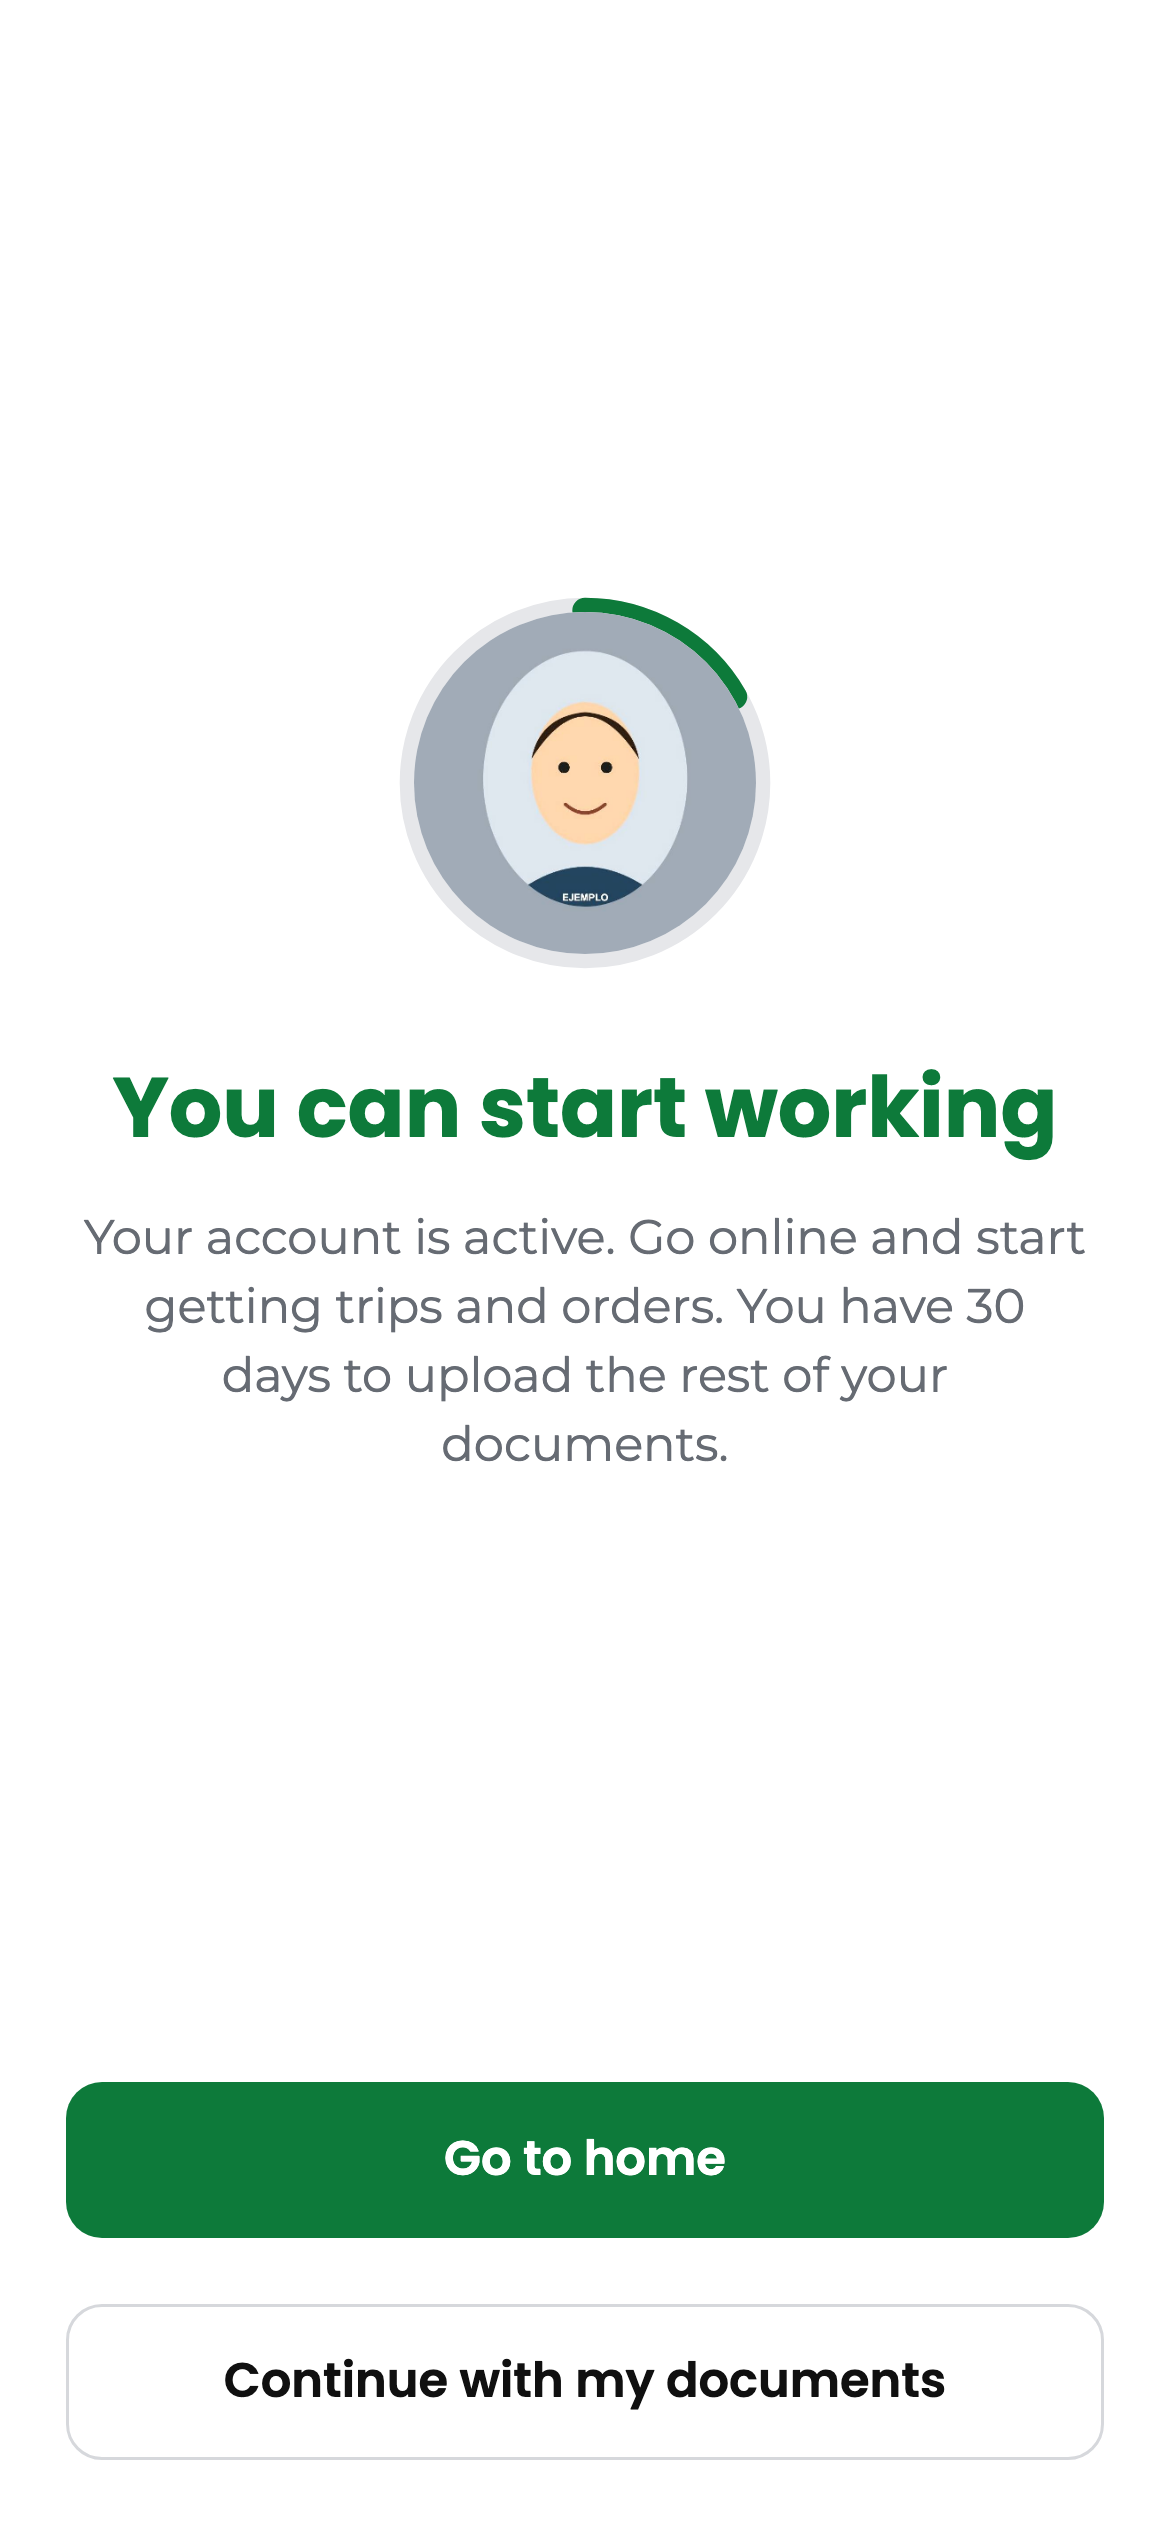 EJEMPLO
You can start working
Your account is active. Go online and start
getting trips and orders. You have 30
days to upload the rest of your
documents.
Go to home
Continue with my documents